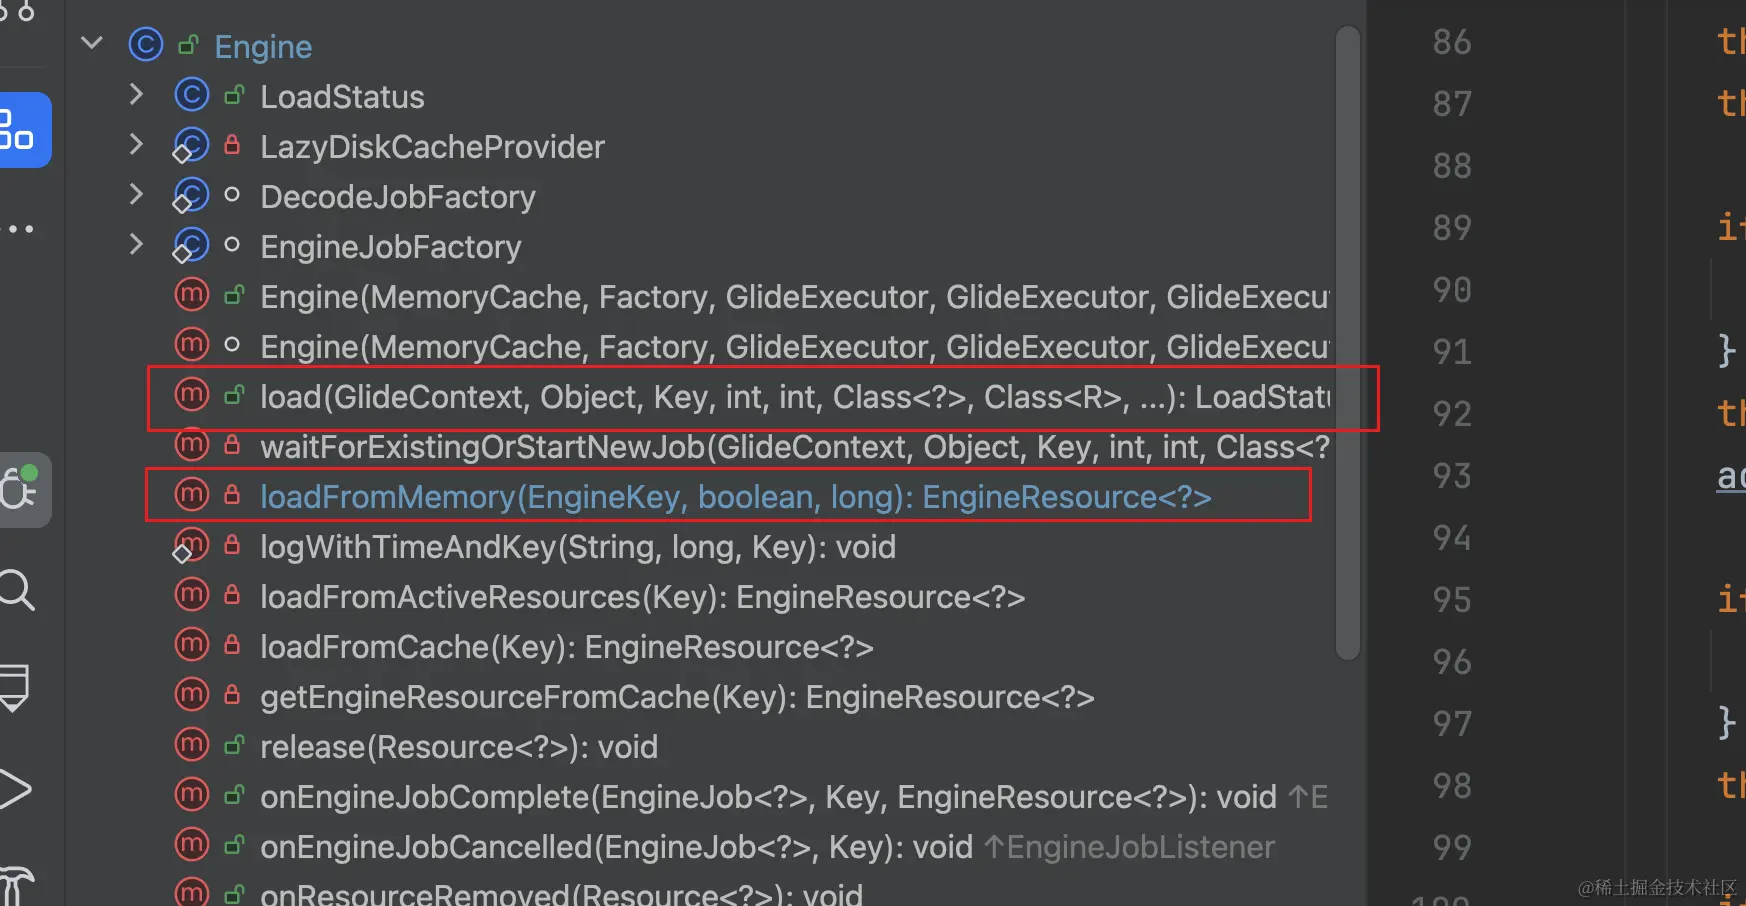 Engine
LoadStatus
LazyDiskCacheProvider
DecodeJobFactory
EngineJobFactory
Engine(MemoryCache, Factory, GlideExecutor, GlideExecutor, GlideExecu
Engine(MemoryCache, Factory, GlideExecutor, GlideExecutor, GlideExecu
load(GlideContext, Object, Key, int, int, Class<?>, Class<R>, ...): LoadStatu
waitForExistingOrStartNewJob(GlideContext, Object, Key, int, int, Class<?
loadFromMemory(EngineKey, boolean, long): EngineResource<?>
logWithTimeAndKey(String, long, Key): void
loadFromActiveResources(Key): EngineResource<?>
loadFromCache(Key): EngineResource<?>
getEngineResourceFromCache(Key): EngineResource<?>
release(Resource<?>): void
onEngineJobComplete(EngineJob<?>, Key, EngineResource<?>): void ↑E
onEngineJobCancelled(EngineJob<?>, Key): void ↑EngineJobListener
onResourceRemoved(Resource<?>): void
86 th
87 th
88
89 if
90
91 }
92 th
93 ac
94
95 if
96
97 }
98 th
99
100
@稀土掘金技术社区